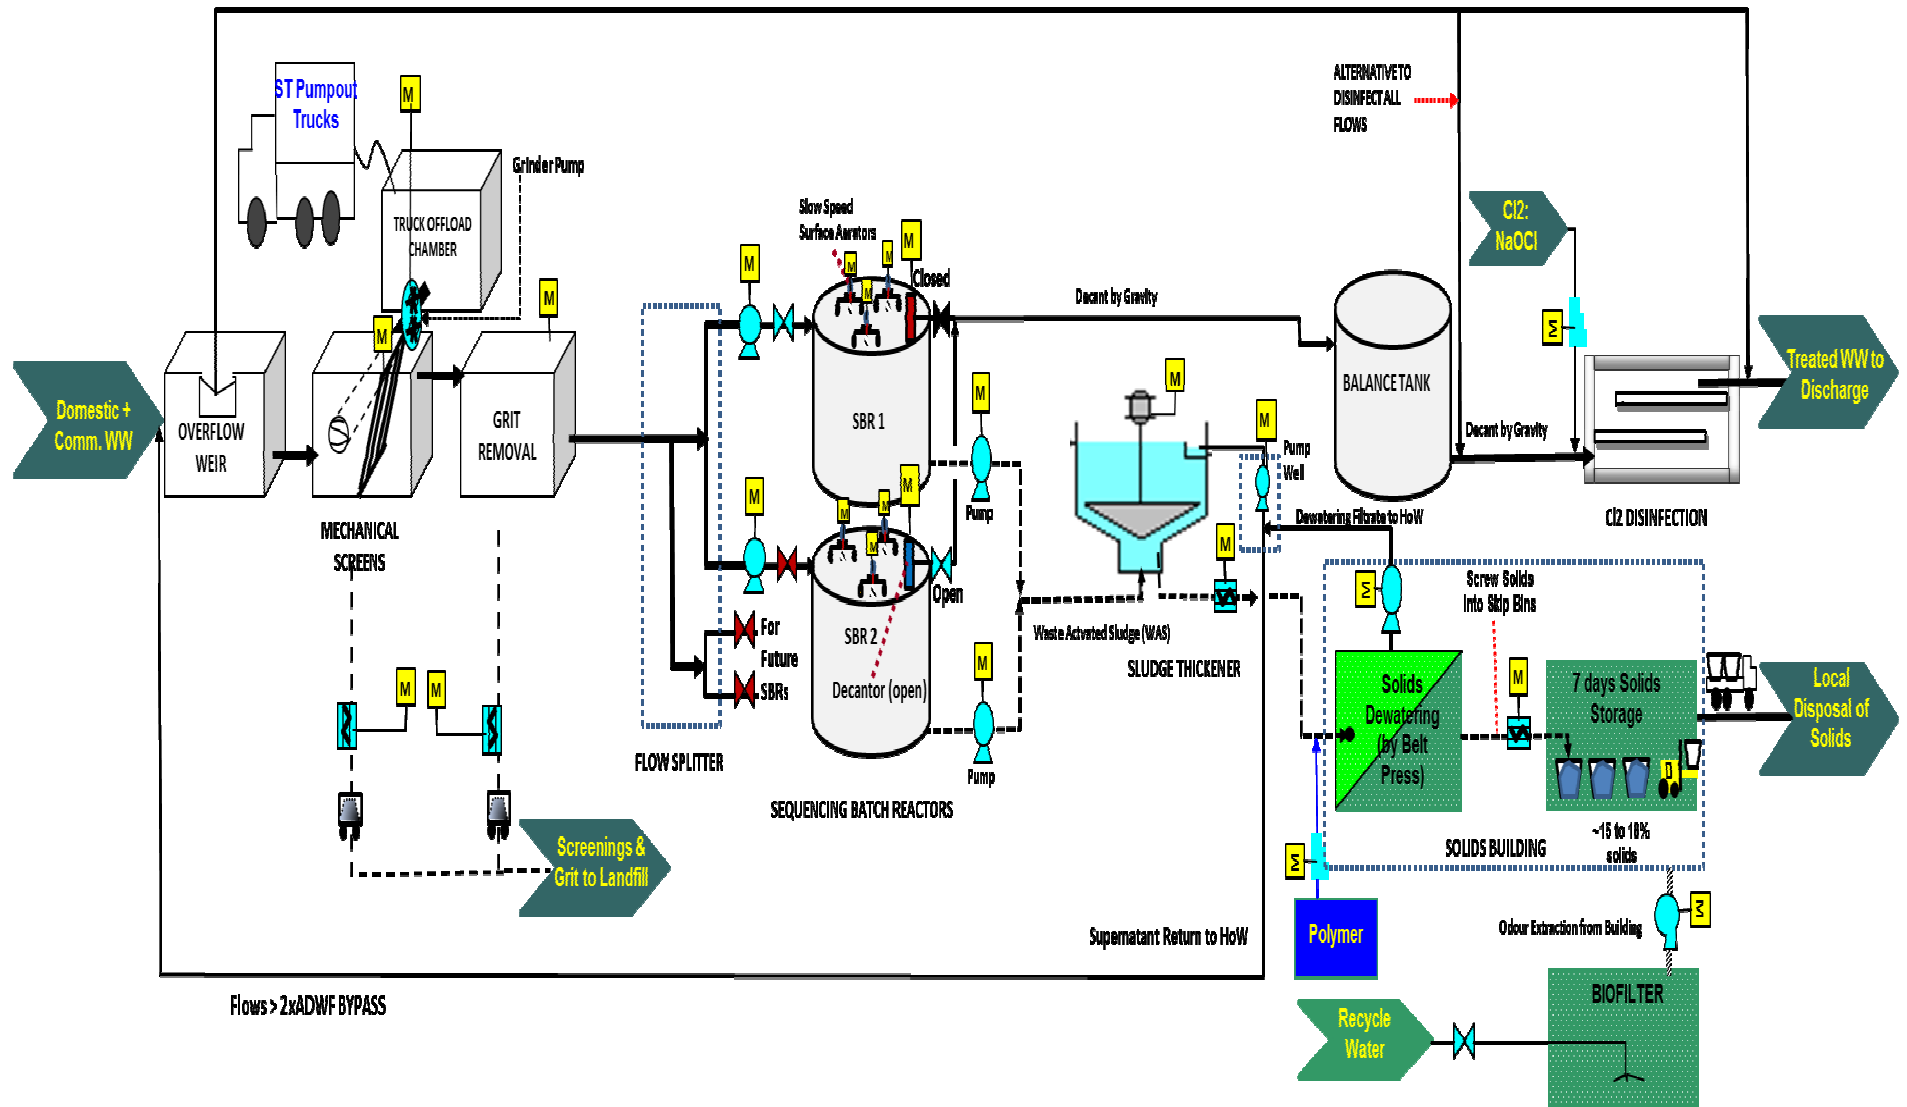 ST Pumpout
Trucks
M
Grinder Pump
TRUCK OFFLOAD
CHAMBER
M
M
Domestic +
Comm. WW
OVERFLOW
WEIR
MECHANICAL
SCREENS
GRIT
REMOVAL
M
M
Screenings &
Grit to Landfill
FLOW SPLITTER
M
M
For
Future
SBRs
Slow Speed
Surface Aerators
M
M
M
M
Closed
SBR 1
M
M
M
M
Open
SBR 2
Decantor (open)
SEQUENCING BATCH REACTORS
M
Pump
M
Pump
Decant by Gravity
Waste Actvated Sludge (WAS)
M
SLUDGE THICKENER
M
M
Pump
Well
Dewatering Filtrate to HoW
ALTERNATIVE TO
DISINFECT ALL
FLOWS
BALANCE TANK
Decant by Gravity
Cl2:
NaOCl
M
Cl2 DISINFECTION
Treated WW to
Discharge
M
Screw Solids
into Skip Bins
Solids
Dewatering
(by Belt
Press)
M
7 days Solids
Storage
~15 to 18%
solids
SOLIDS BUILDING
Local
Disposal of
Solids
M
Polymer
Odour Extraction from Building
M
BIOFILTER
Recycle
Water
Supernatant Return to HoW
Flows > 2xADWF BYPASS